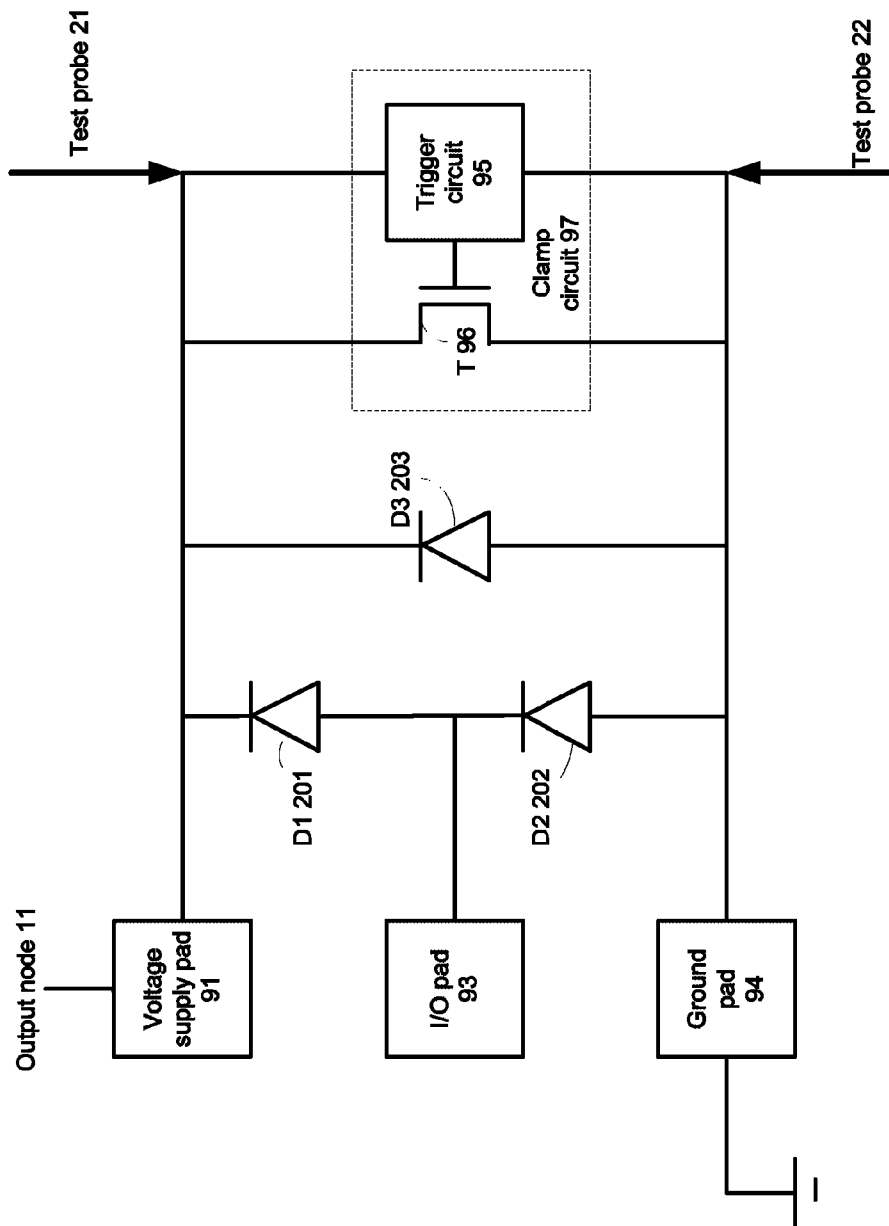 Output node 11
Voltage
supply pad
91
I/O pad
93
Ground
pad
94
D1 201
D2 202
D3 203
T 96
Clamp
circuit 97
Trigger
circuit
95
Test probe 21
Test probe 22